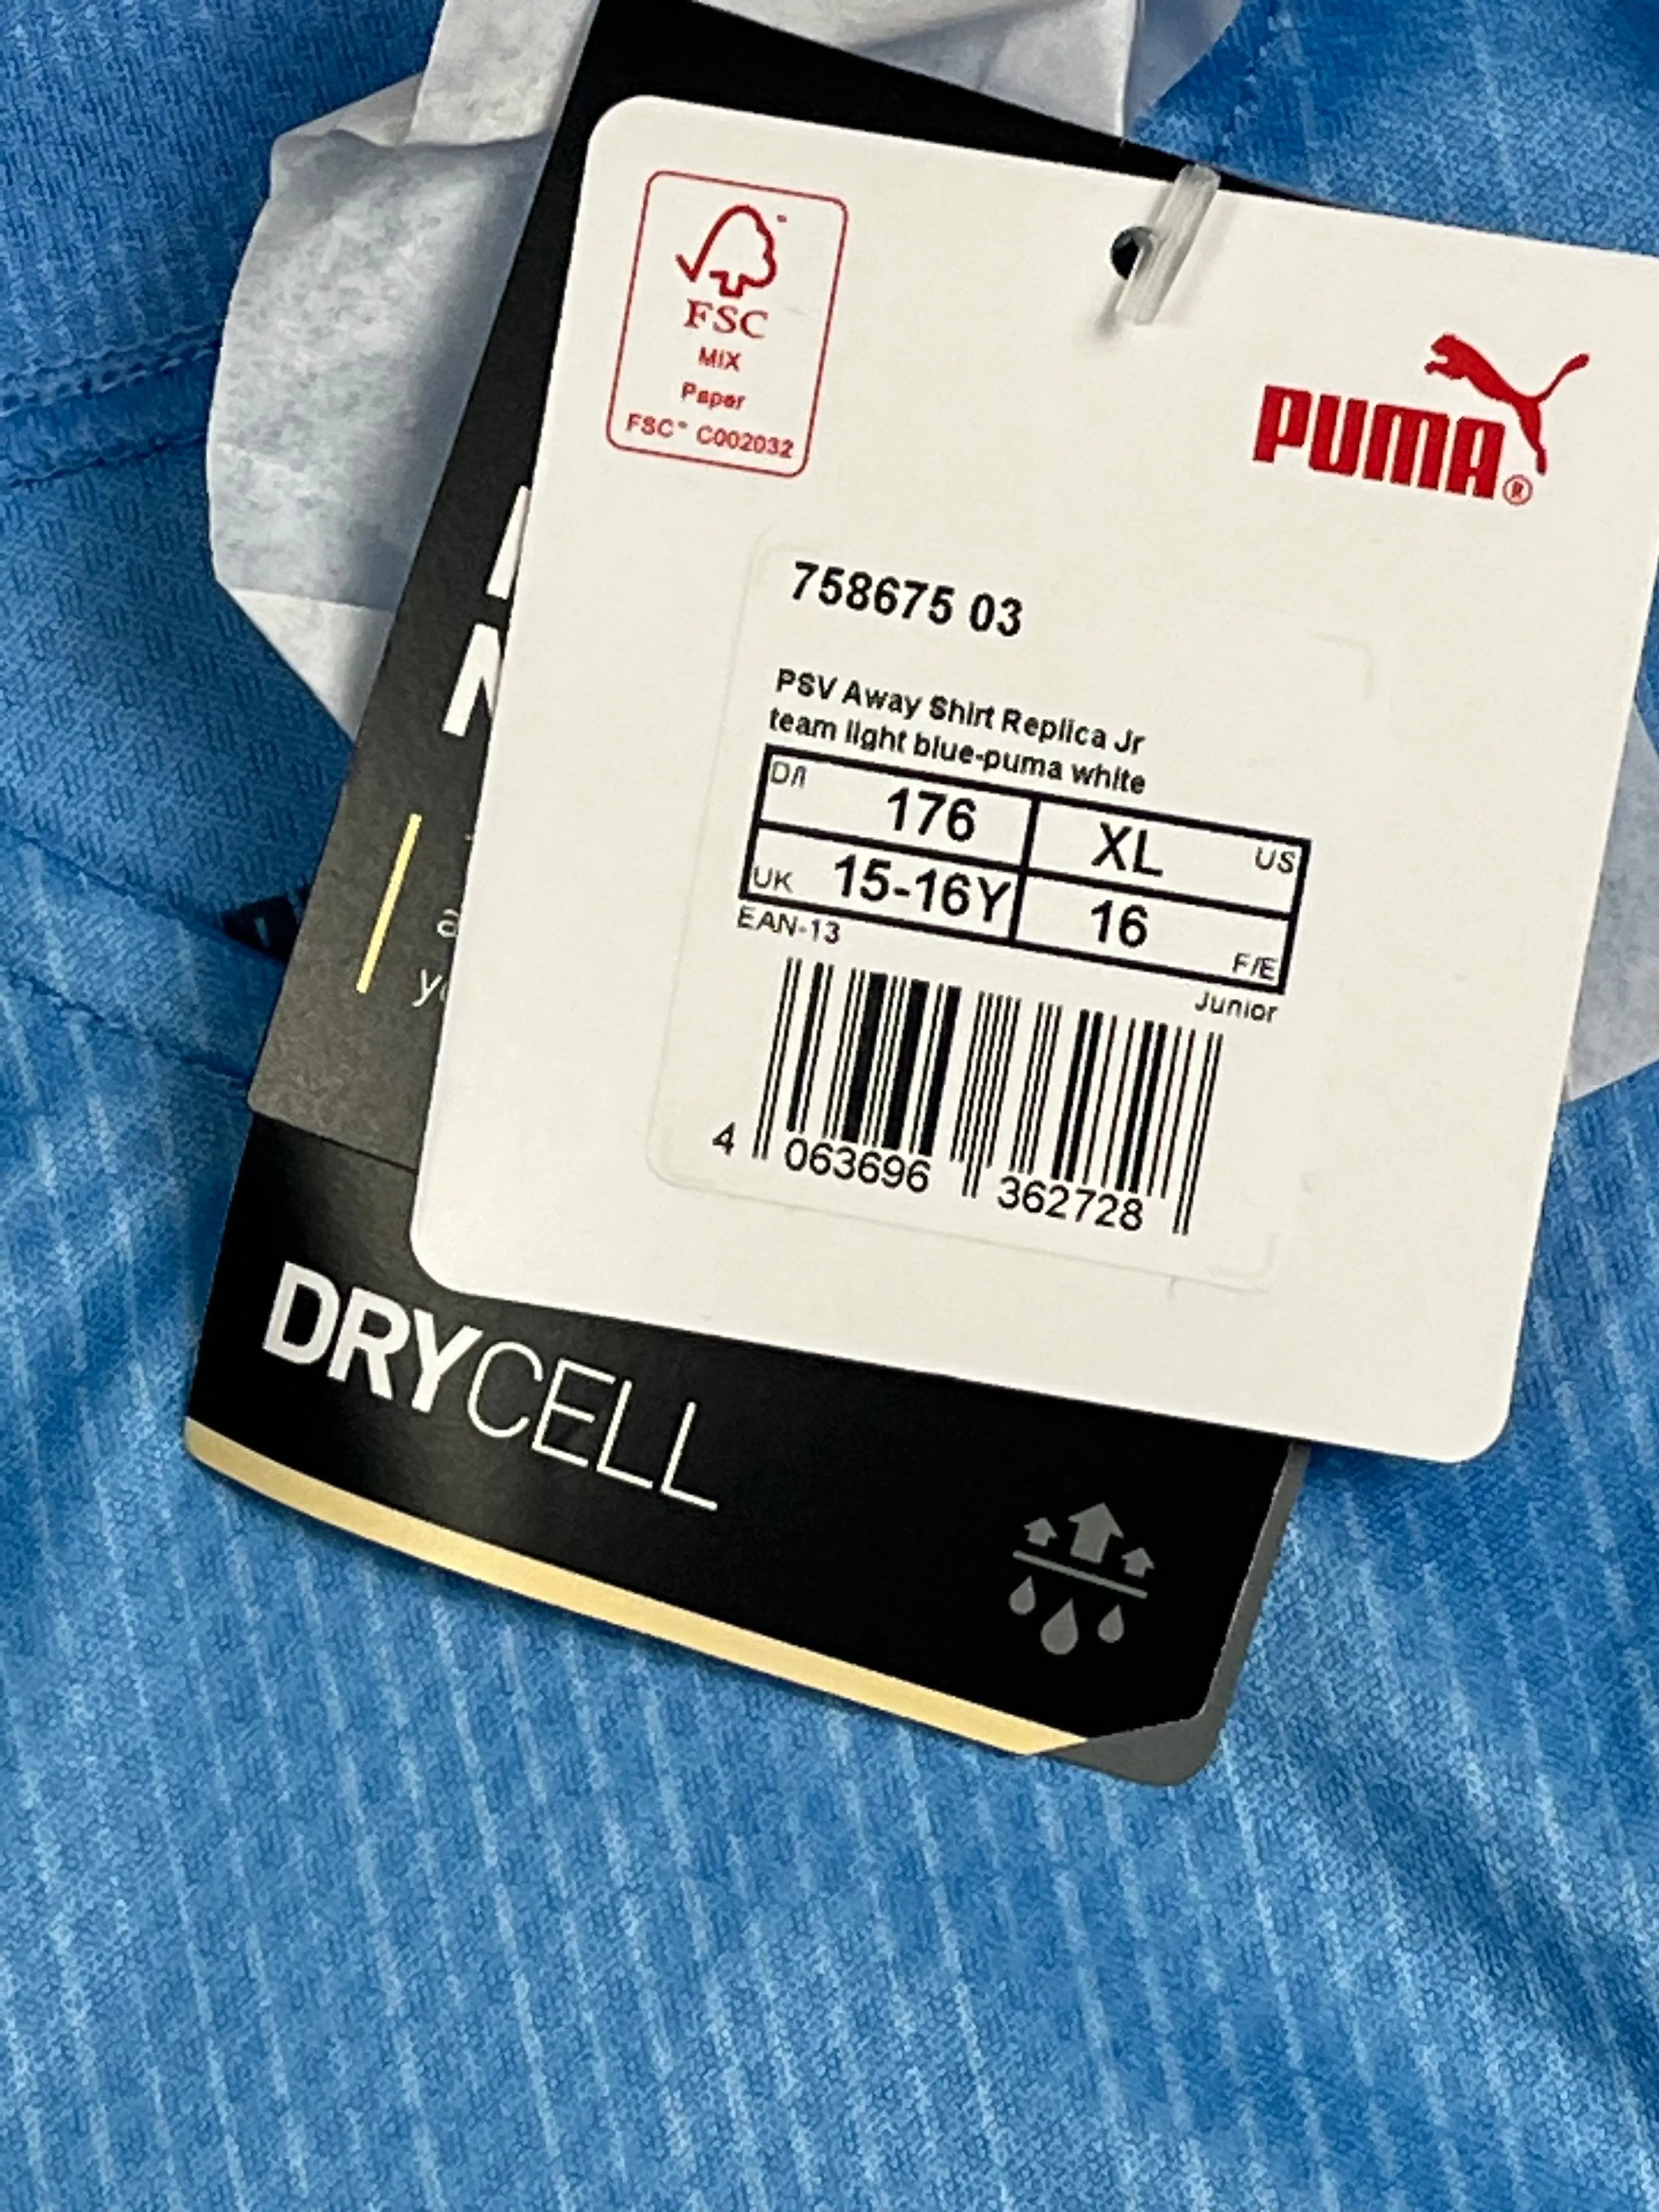 FSC
MIX
Paper
FSC® C002032
PUMA®
758675 03
PSV Away Shirt Replica Jr
team light blue-puma white
D/I 176 XL US
UK 15-16Y 16 F/E
EAN-13
Junior
4 063696 362728
DRYCELL